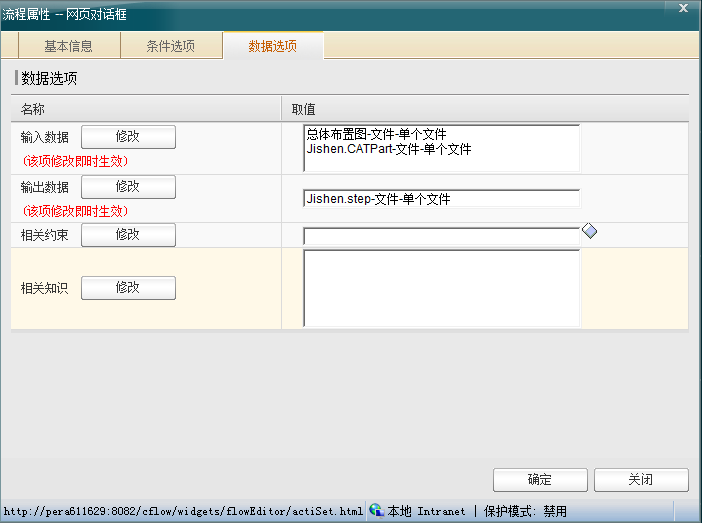 流程属性 -- 网页对话框
基本信息 条件选项 数据选项
数据选项
名称 取值
输入数据 修改
(该项修改即时生效)
总体布置图-文件-单个文件
Jishen.CATPart-文件-单个文件
输出数据 修改
(该项修改即时生效)
Jishen.step-文件-单个文件
相关约束 修改
相关知识 修改
确定 关闭
http://pera611629:8082/cflow/widgets/flowEditor/actiSet.html 本地 Intranet | 保护模式: 禁用